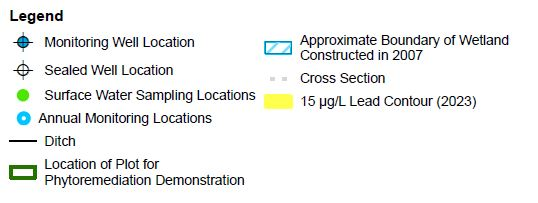 Legend
Monitoring Well Location
Sealed Well Location
Surface Water Sampling Locations
Annual Monitoring Locations
Ditch
Location of Plot for
Phytoremediation Demonstration
Approximate Boundary of Wetland
Constructed in 2007
Cross Section
15 µg/L Lead Contour (2023)